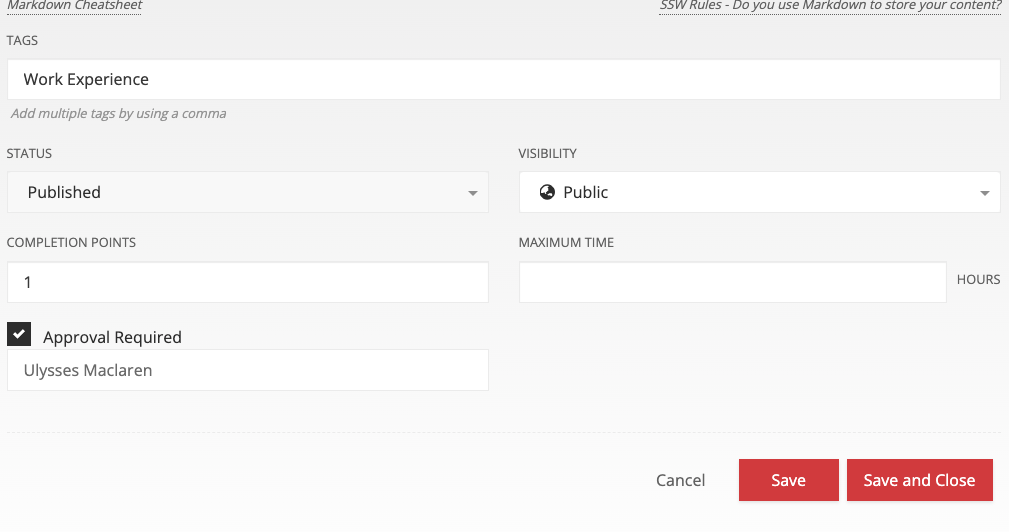 Markdown Cheatsheet
SSW Rules - Do you use Markdown to store your content?
TAGS
Work Experience
Add multiple tags by using a comma
STATUS
VISIBILITY
Published
Public
COMPLETION POINTS
MAXIMUM TIME
1
HOURS
Approval Required
Ulysses Maclaren
Cancel
Save
Save and Close